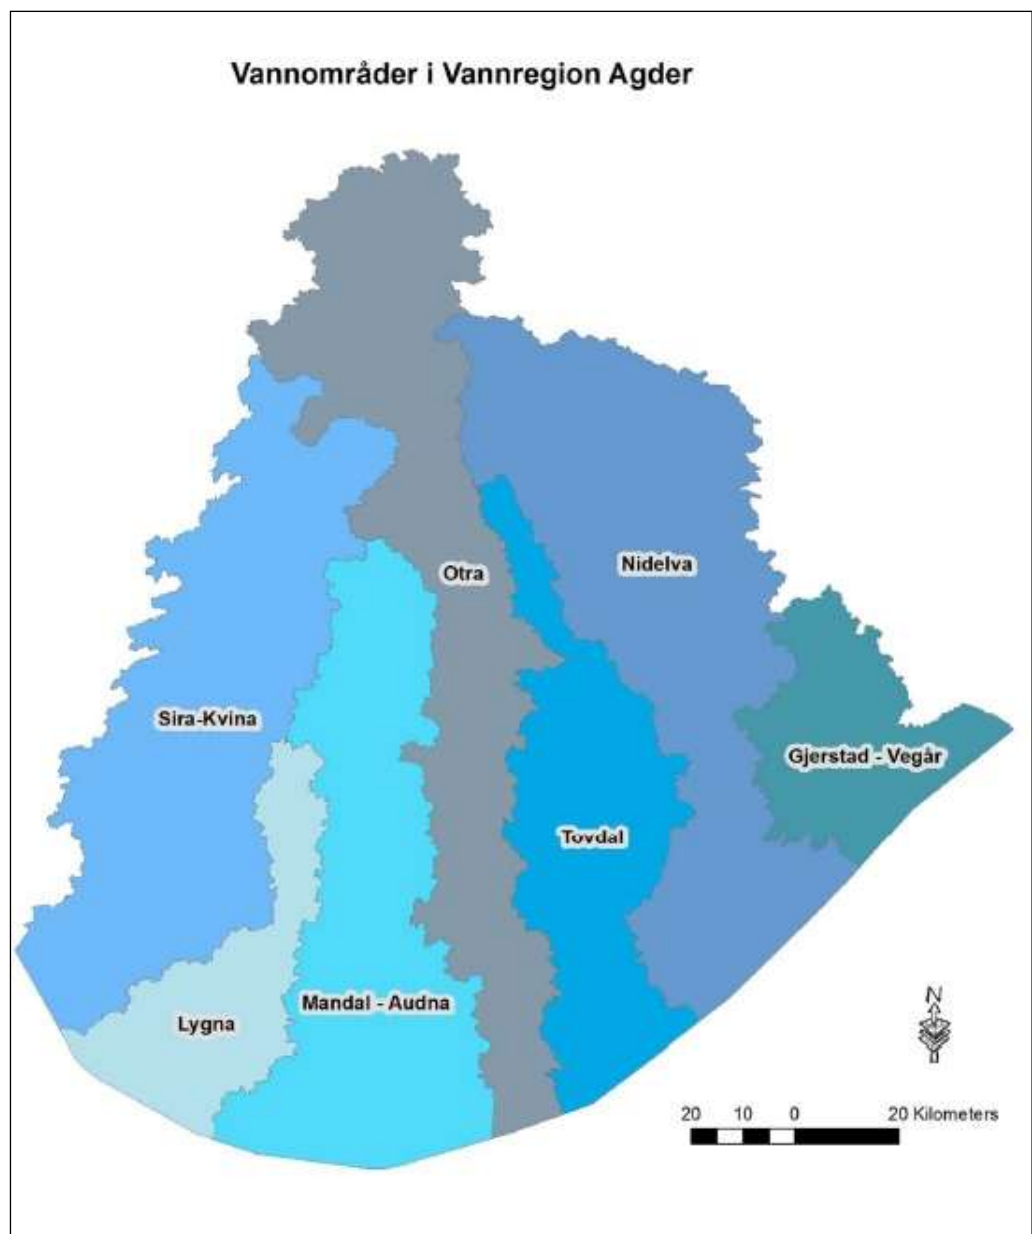 Vannområder i Vannregion Agder
Otra
Nidelva
Sira-Kvina
Gjerstad - Vegår
Tovdal
Mandal - Audna
Lygna
N
20 10 0 20 Kilometers